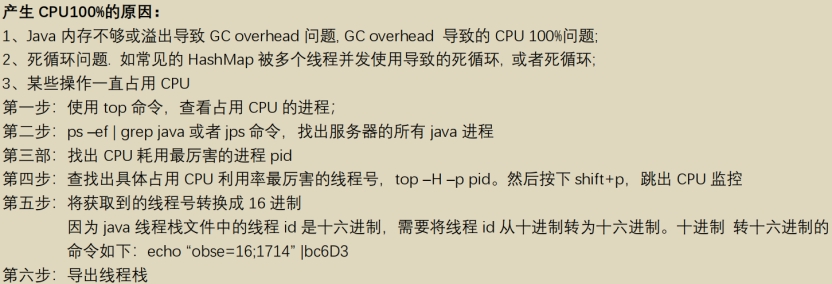 产生 CPU100%的原因：
1、Java 内存不够或溢出导致 GC overhead 问题, GC overhead 导致的 CPU 100%问题;
2、死循环问题. 如常见的 HashMap 被多个线程并发使用导致的死循环, 或者死循环;
3、某些操作一直占用 CPU
第一步：使用 top 命令，查看占用 CPU 的进程；
第二步：ps –ef | grep java 或者 jps 命令，找出服务器的所有 java 进程
第三部：找出 CPU 耗用最厉害的进程 pid
第四步：查找出具体占用 CPU 利用率最厉害的线程号，top –H –p pid。然后按下 shift+p，跳出 CPU 监控
第五步：将获取到的线程号转换成 16 进制
因为 java 线程栈文件中的线程 id 是十六进制，需要将线程 id 从十进制转为十六进制。十进制 转十六进制的
命令如下：echo “obse=16;1714” |bc6D3
第六步：导出线程栈